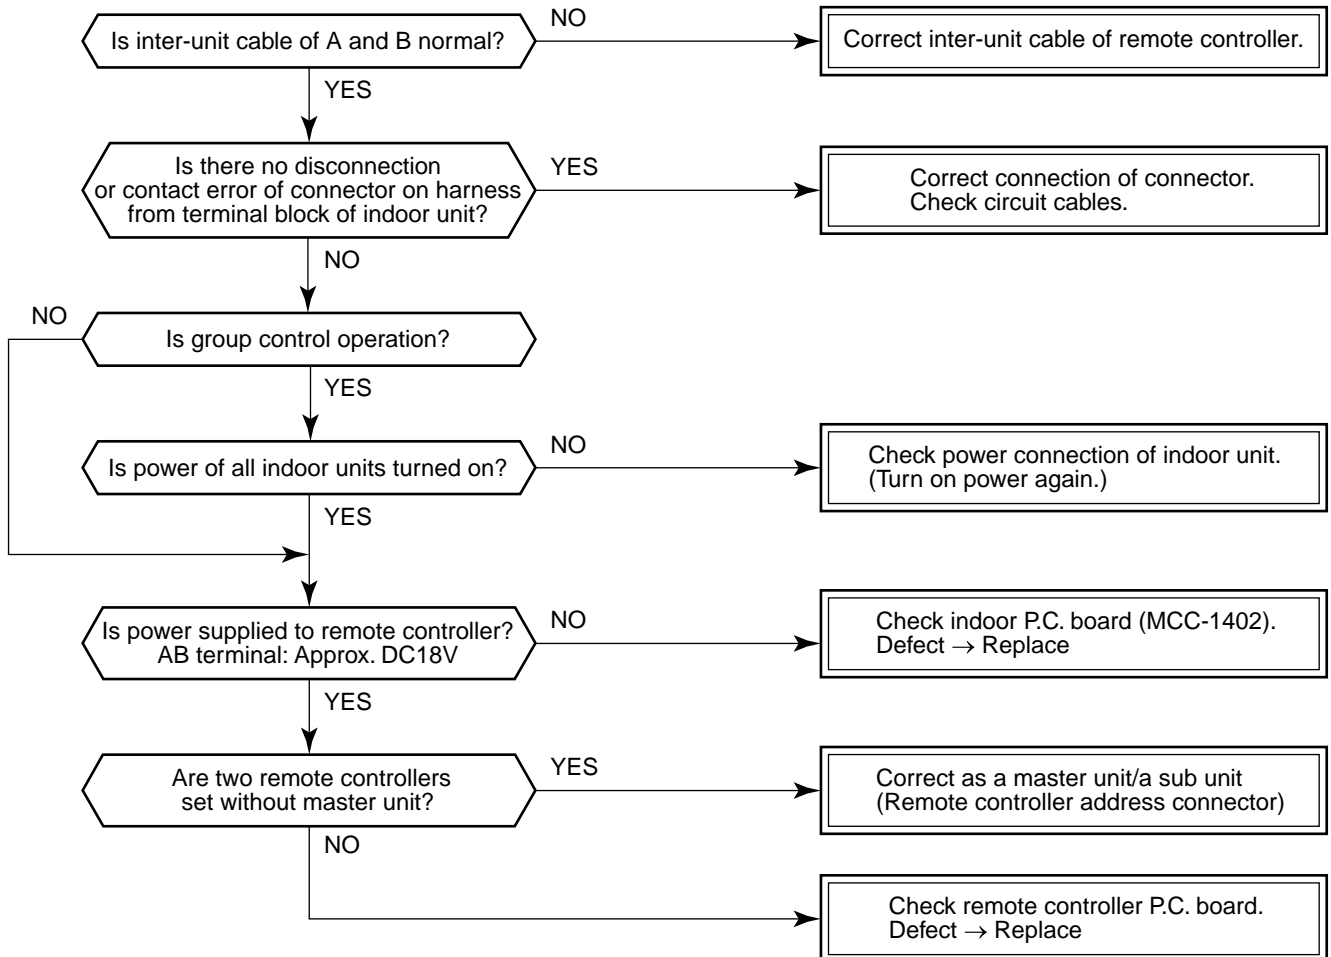 Is inter-unit cable of A and B normal?
NO
Correct inter-unit cable of remote controller.
YES
Is there no disconnection
or contact error of connector on harness
from terminal block of indoor unit?
YES
Correct connection of connector.
Check circuit cables.
NO
NO
Is group control operation?
YES
Is power of all indoor units turned on?
NO
Check power connection of indoor unit.
(Turn on power again.)
YES
Is power supplied to remote controller?
AB terminal: Approx. DC18V
NO
Check indoor P.C. board (MCC-1402).
Defect → Replace
YES
Are two remote controllers
set without master unit?
YES
Correct as a master unit/a sub unit
(Remote controller address connector)
NO
Check remote controller P.C. board.
Defect → Replace